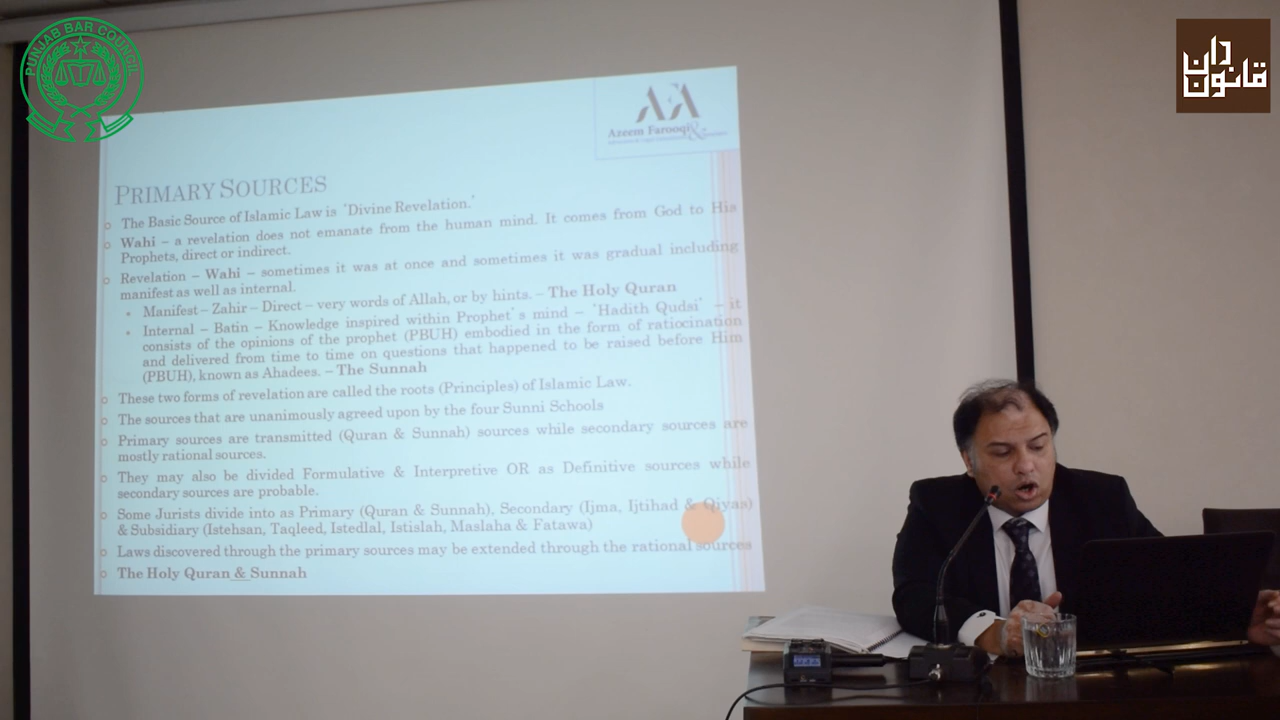 PUNJAB BAR COUNCIL
قانون دان
AFA
Azeem Farooqi &
PRIMARY SOURCES
The Basic Source of Islamic Law is 'Divine Revelation.'
Wahi – a revelation does not emanate from the human mind. It comes from God to His
Prophets, direct or indirect.
Revelation – Wahi – sometimes it was at once and sometimes it was gradual including
manifest as well as internal.
Manifest – Zahir – Direct – very words of Allah, or by hints. – The Holy Quran
Internal – Batin – Knowledge inspired within Prophet's mind – 'Hadith Qudsi' – it
consists of the opinions of the prophet (PBUH) embodied in the form of ratiocination
and delivered from time to time on questions that happened to be raised before Him
(PBUH), known as Ahadees. – The Sunnah
These two forms of revelation are called the roots (Principles) of Islamic Law.
The sources that are unanimously agreed upon by the four Sunni Schools
Primary sources are transmitted (Quran & Sunnah) sources while secondary sources are
mostly rational sources.
They may also be divided Formulative & Interpretive OR as Definitive sources while
secondary sources are probable.
Some Jurists divide into as Primary (Quran & Sunnah), Secondary (Ijma, Ijtihad & Qiyas)
& Subsidiary (Istehsan, Taqleed, Istedlal, Istislah, Maslaha & Fatawa)
Laws discovered through the primary sources may be extended through the rational sources
The Holy Quran & Sunnah